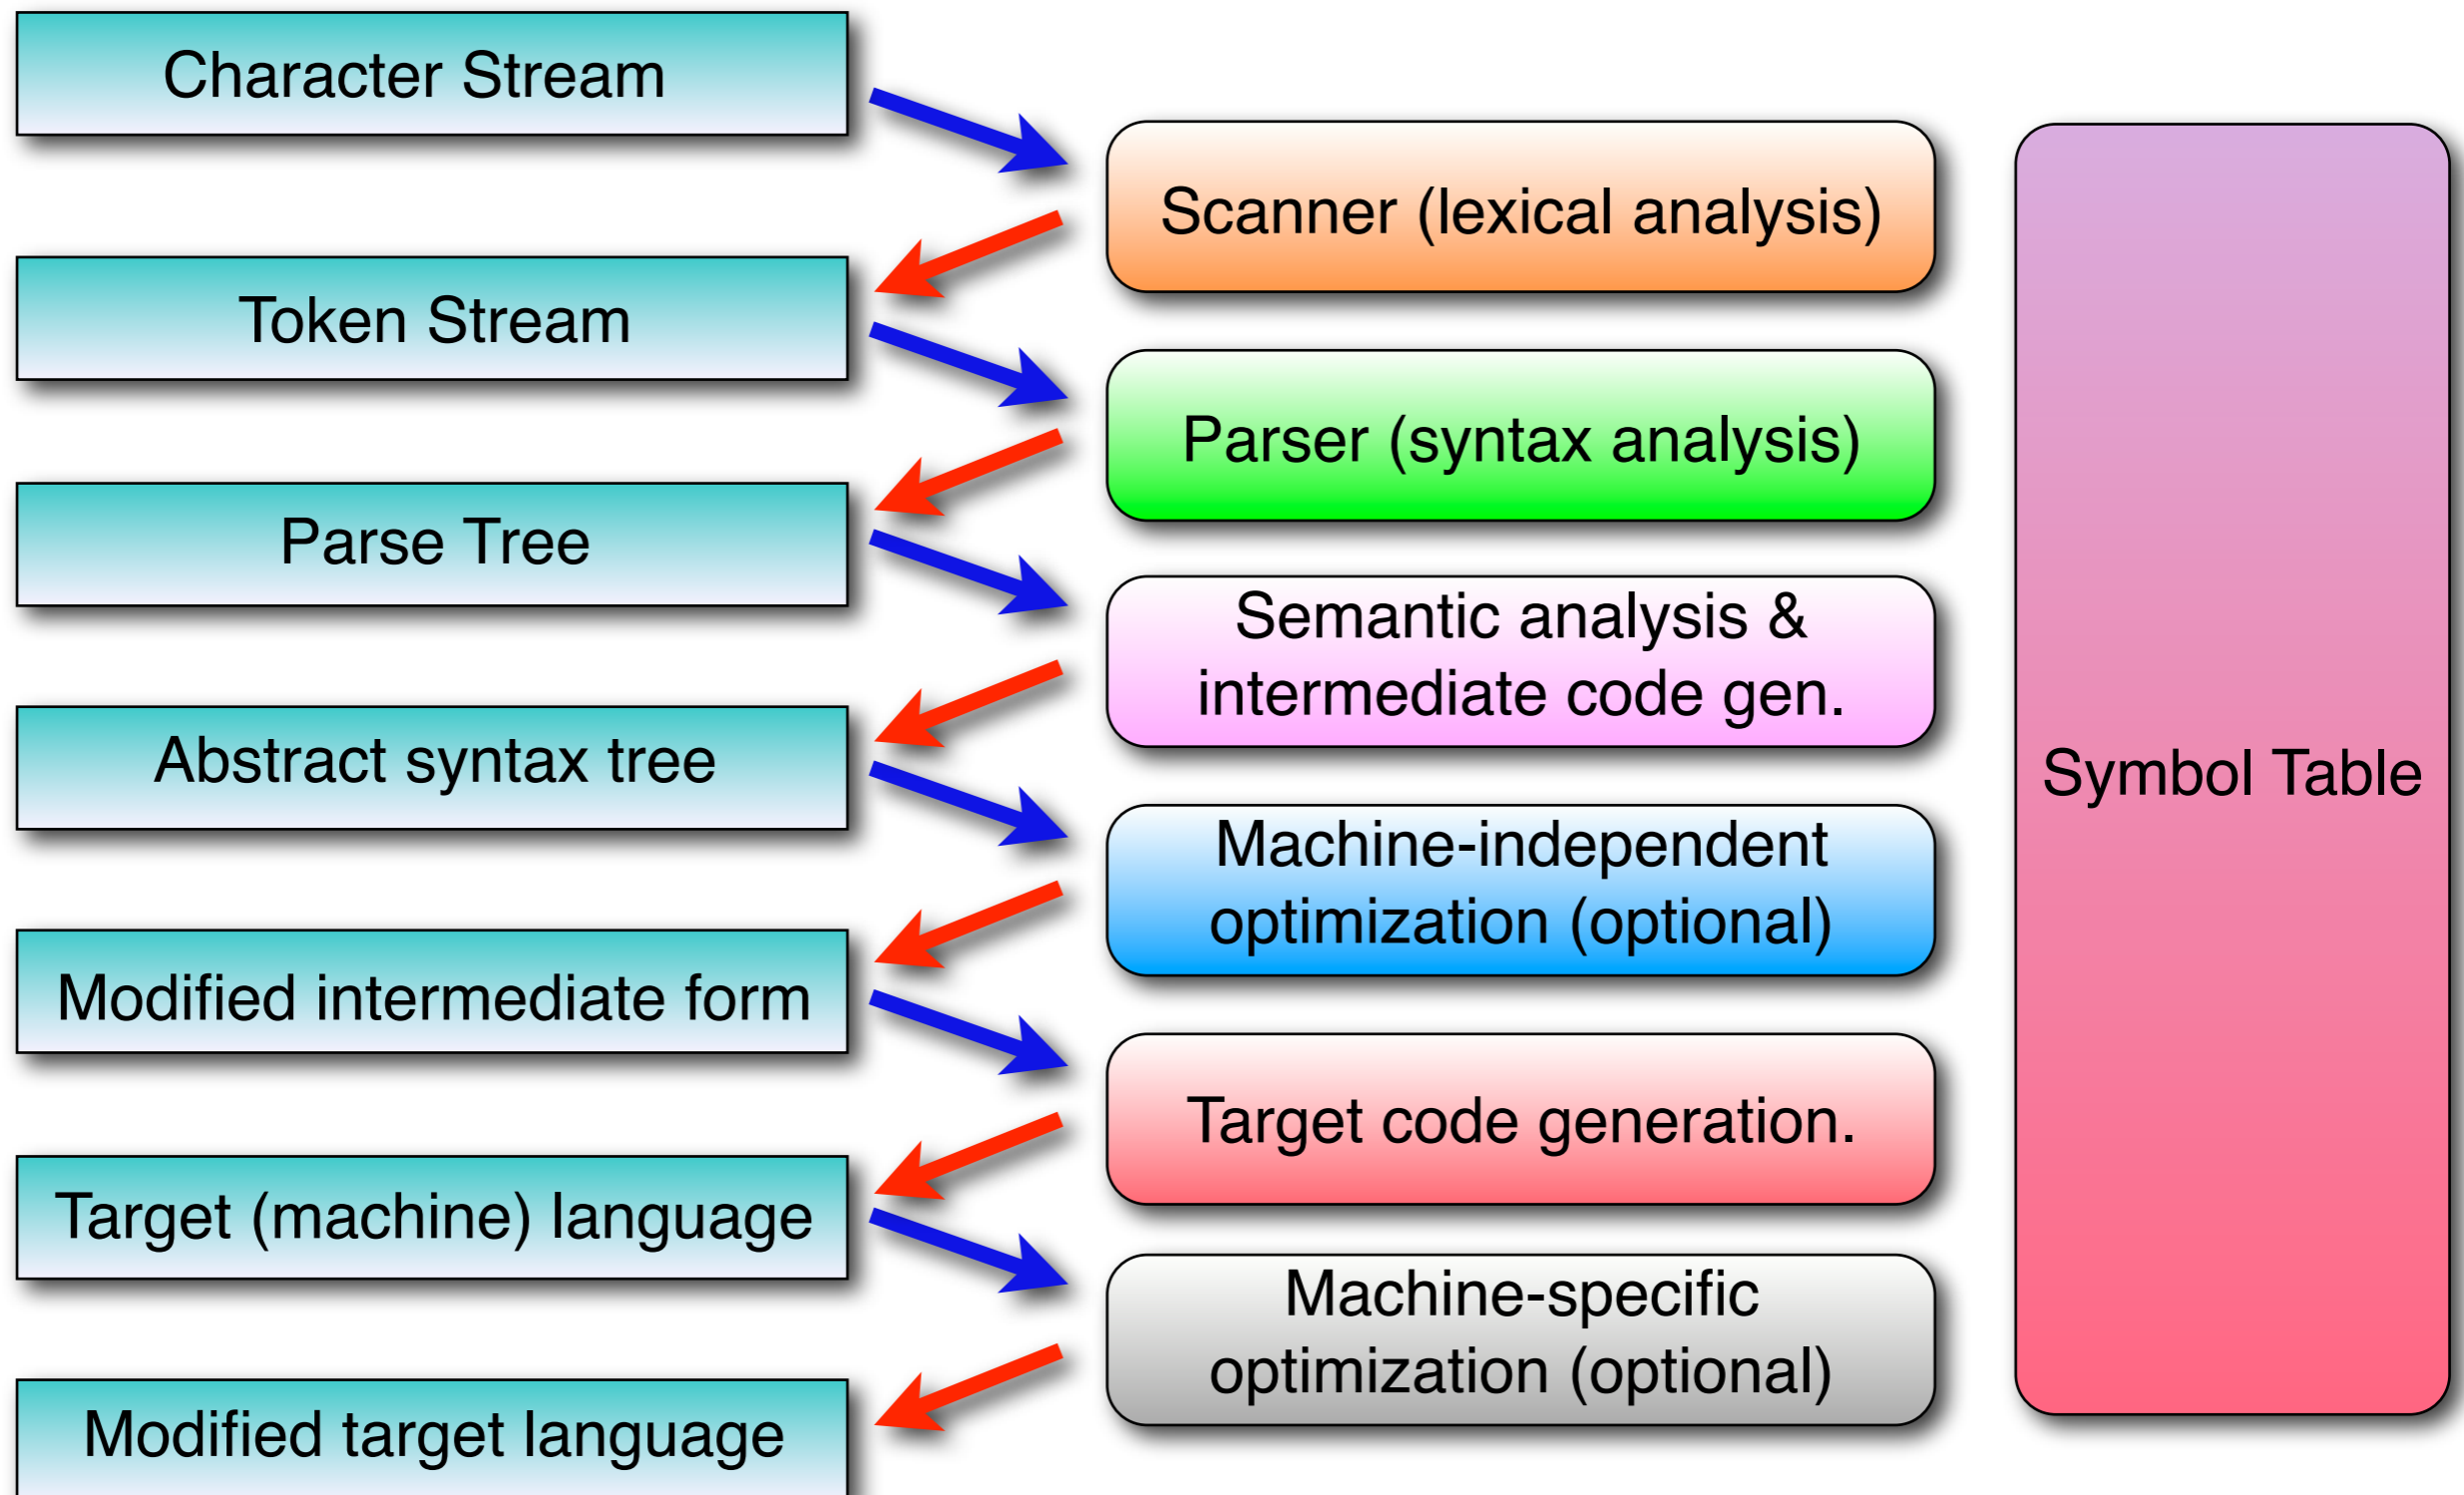 Character Stream
Scanner (lexical analysis)
Token Stream
Parser (syntax analysis)
Parse Tree
Semantic analysis &
intermediate code gen.
Abstract syntax tree
Symbol Table
Machine-independent
optimization (optional)
Modified intermediate form
Target code generation.
Target (machine) language
Machine-specific
optimization (optional)
Modified target language